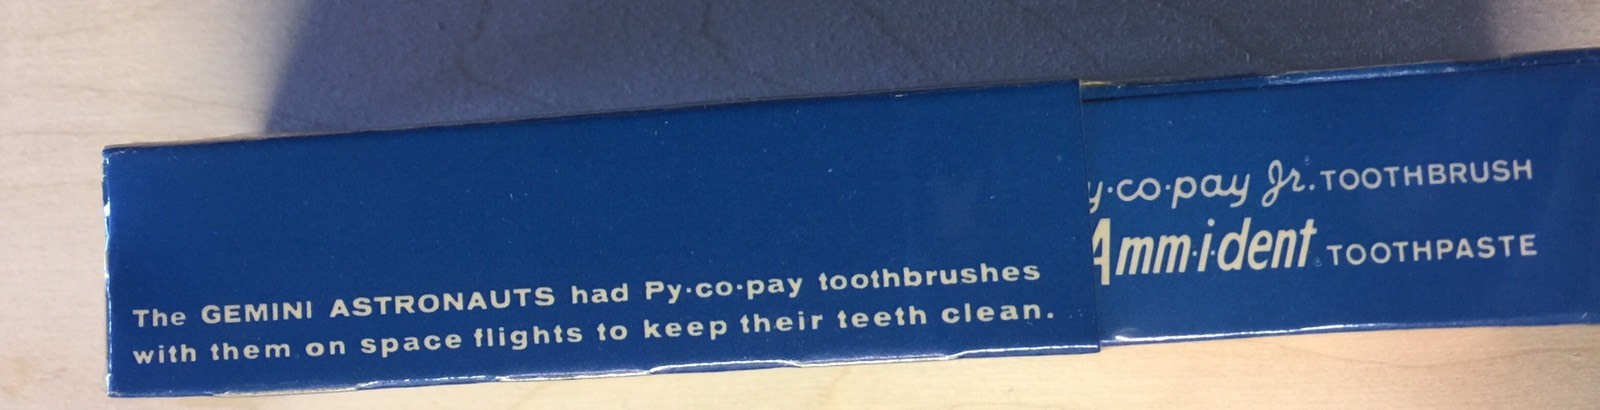 The GEMINI ASTRONAUTS had Py·co·pay toothbrushes
with them on space flights to keep their teeth clean.
y·co·pay Jr. TOOTHBRUSH
Amm·i·dent TOOTHPASTE